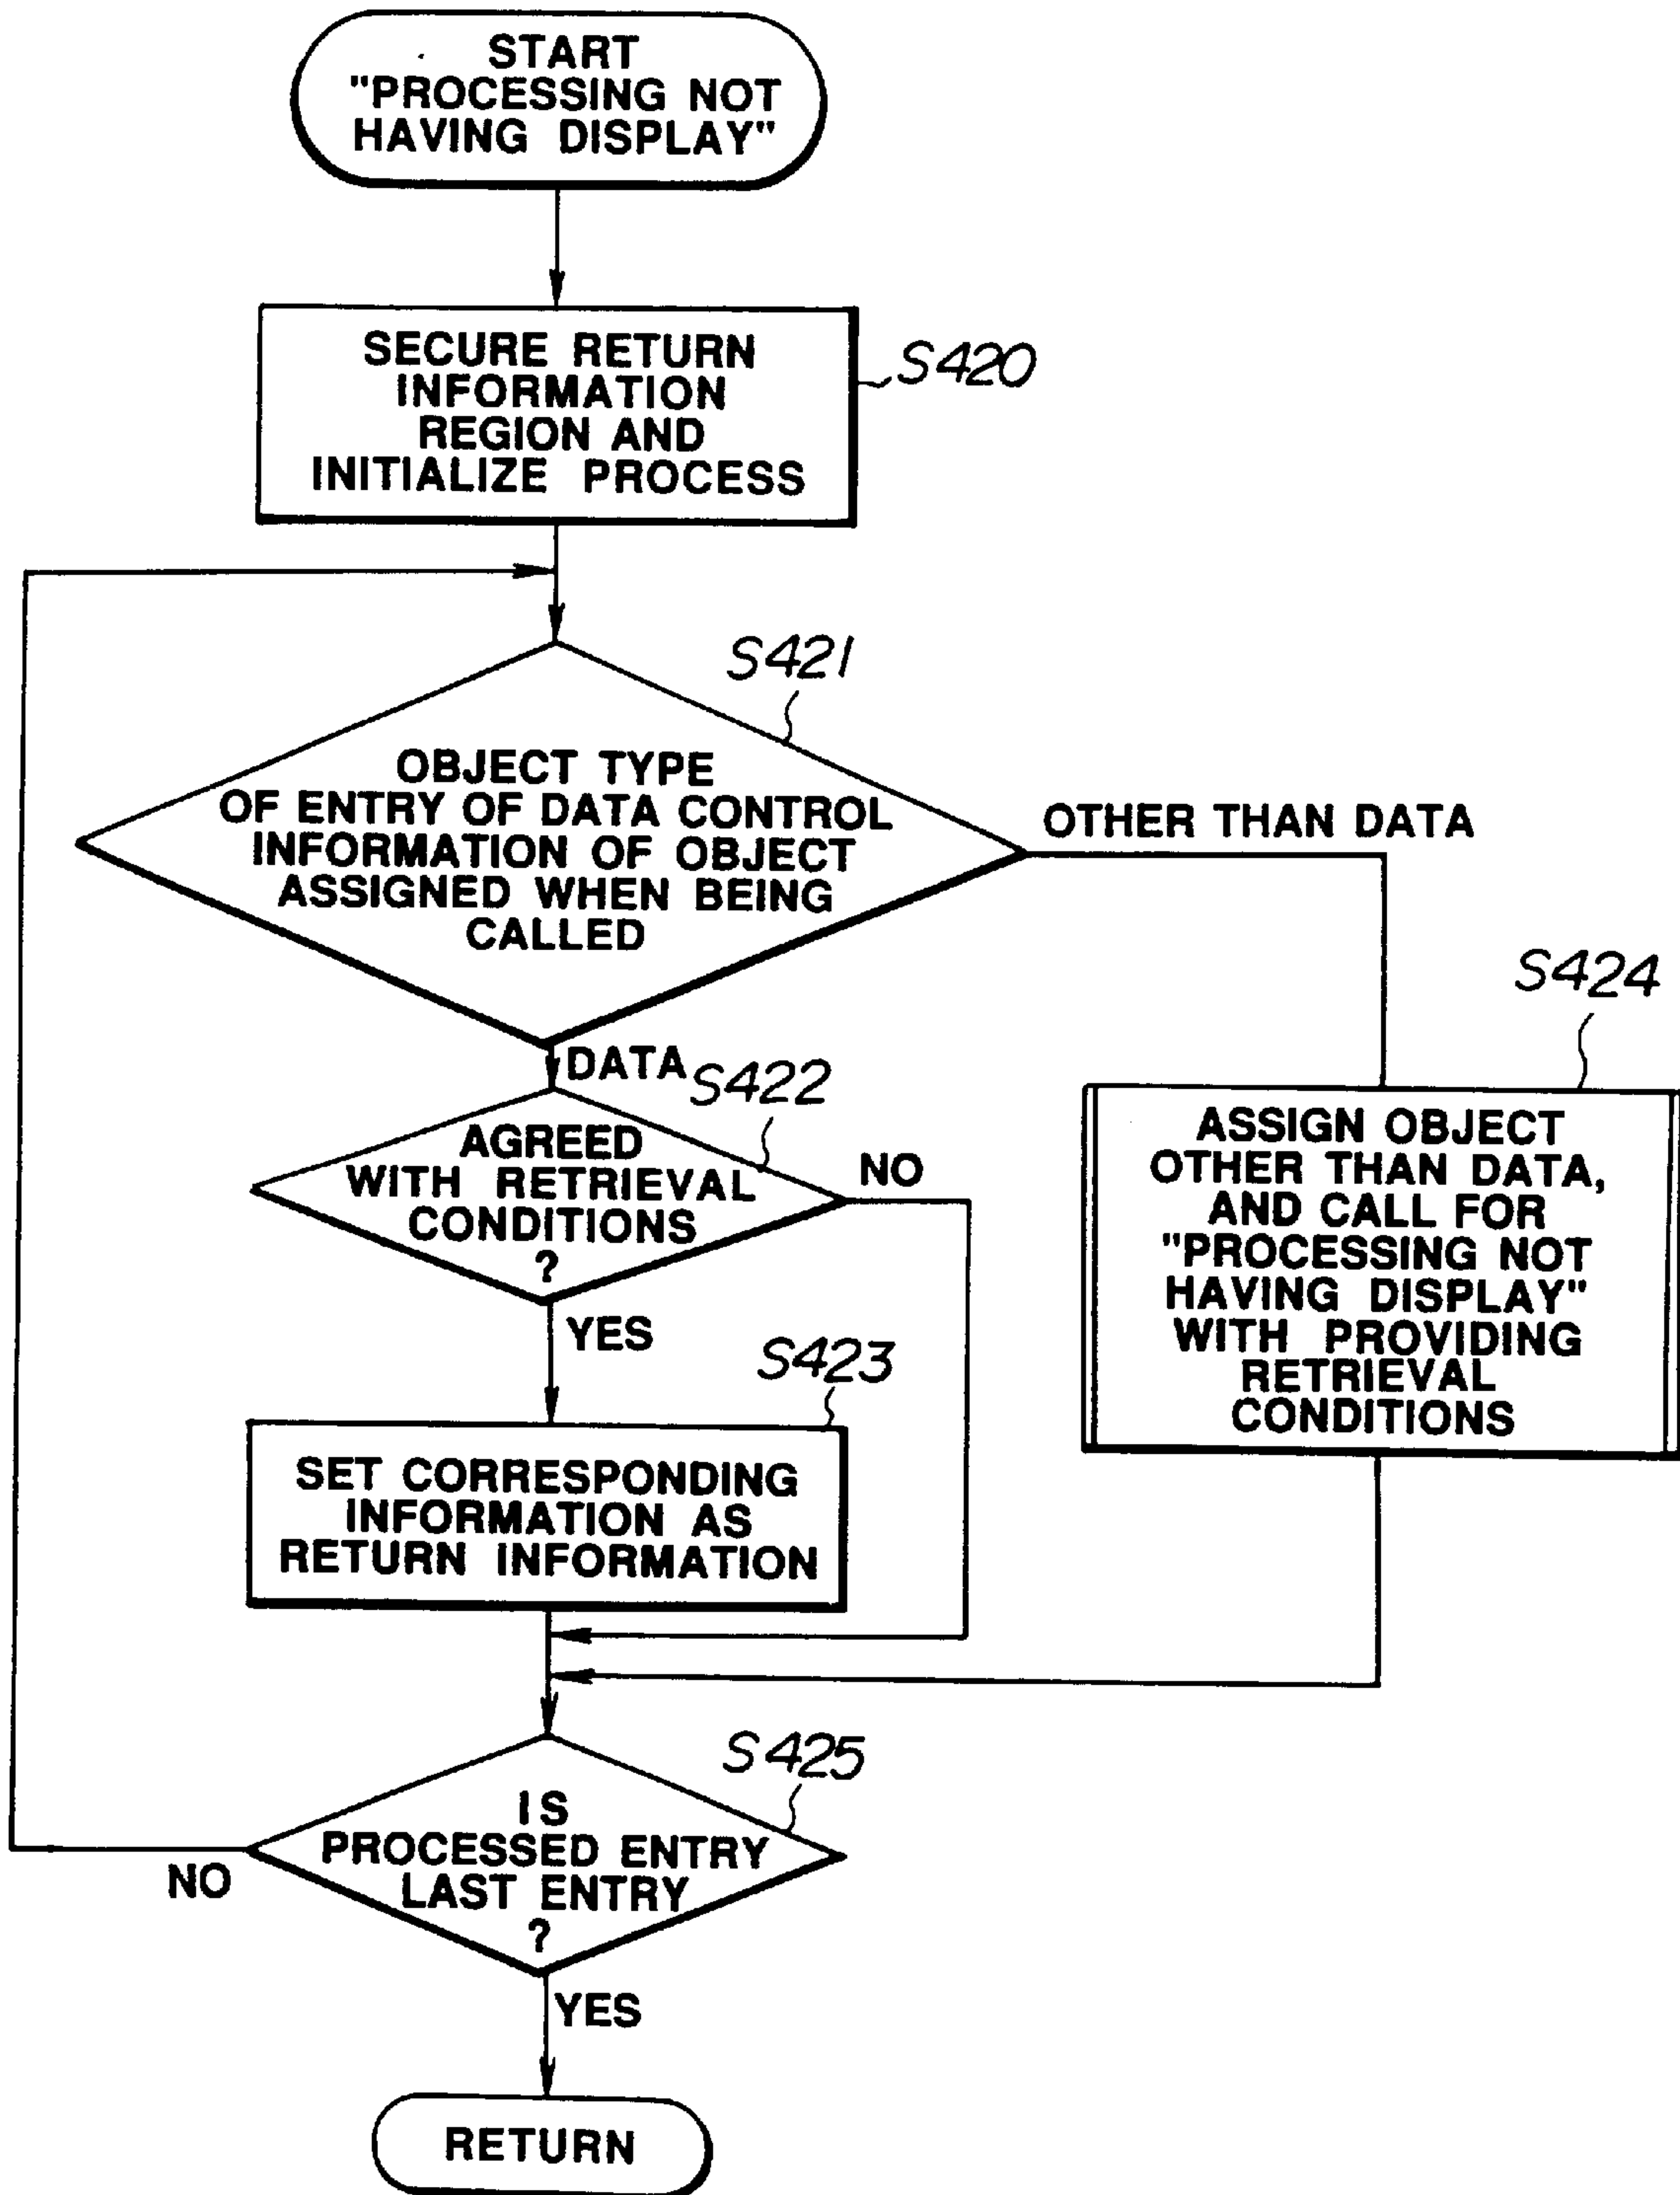 START
"PROCESSING NOT
HAVING DISPLAY"
SECURE RETURN
INFORMATION
REGION AND
INITIALIZE PROCESS
S420
S421
OBJECT TYPE
OF ENTRY OF DATA CONTROL
INFORMATION OF OBJECT
ASSIGNED WHEN BEING
CALLED
OTHER THAN DATA
DATA
S422
AGREED
WITH RETRIEVAL
CONDITIONS
?
NO
YES
S424
ASSIGN OBJECT
OTHER THAN DATA,
AND CALL FOR
"PROCESSING NOT
HAVING DISPLAY"
WITH PROVIDING
RETRIEVAL
CONDITIONS
S423
SET CORRESPONDING
INFORMATION AS
RETURN INFORMATION
S425
IS
PROCESSED ENTRY
LAST ENTRY
?
NO
YES
RETURN